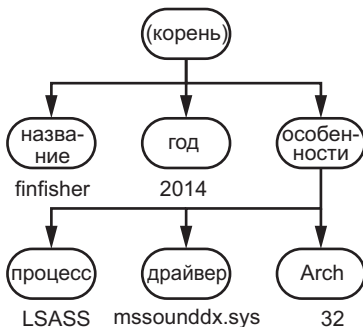 (корень)
назва-
ние
год
особен-
ности
finfisher
2014
процесс
драйвер
Arch
LSASS
mssounddx.sys
32